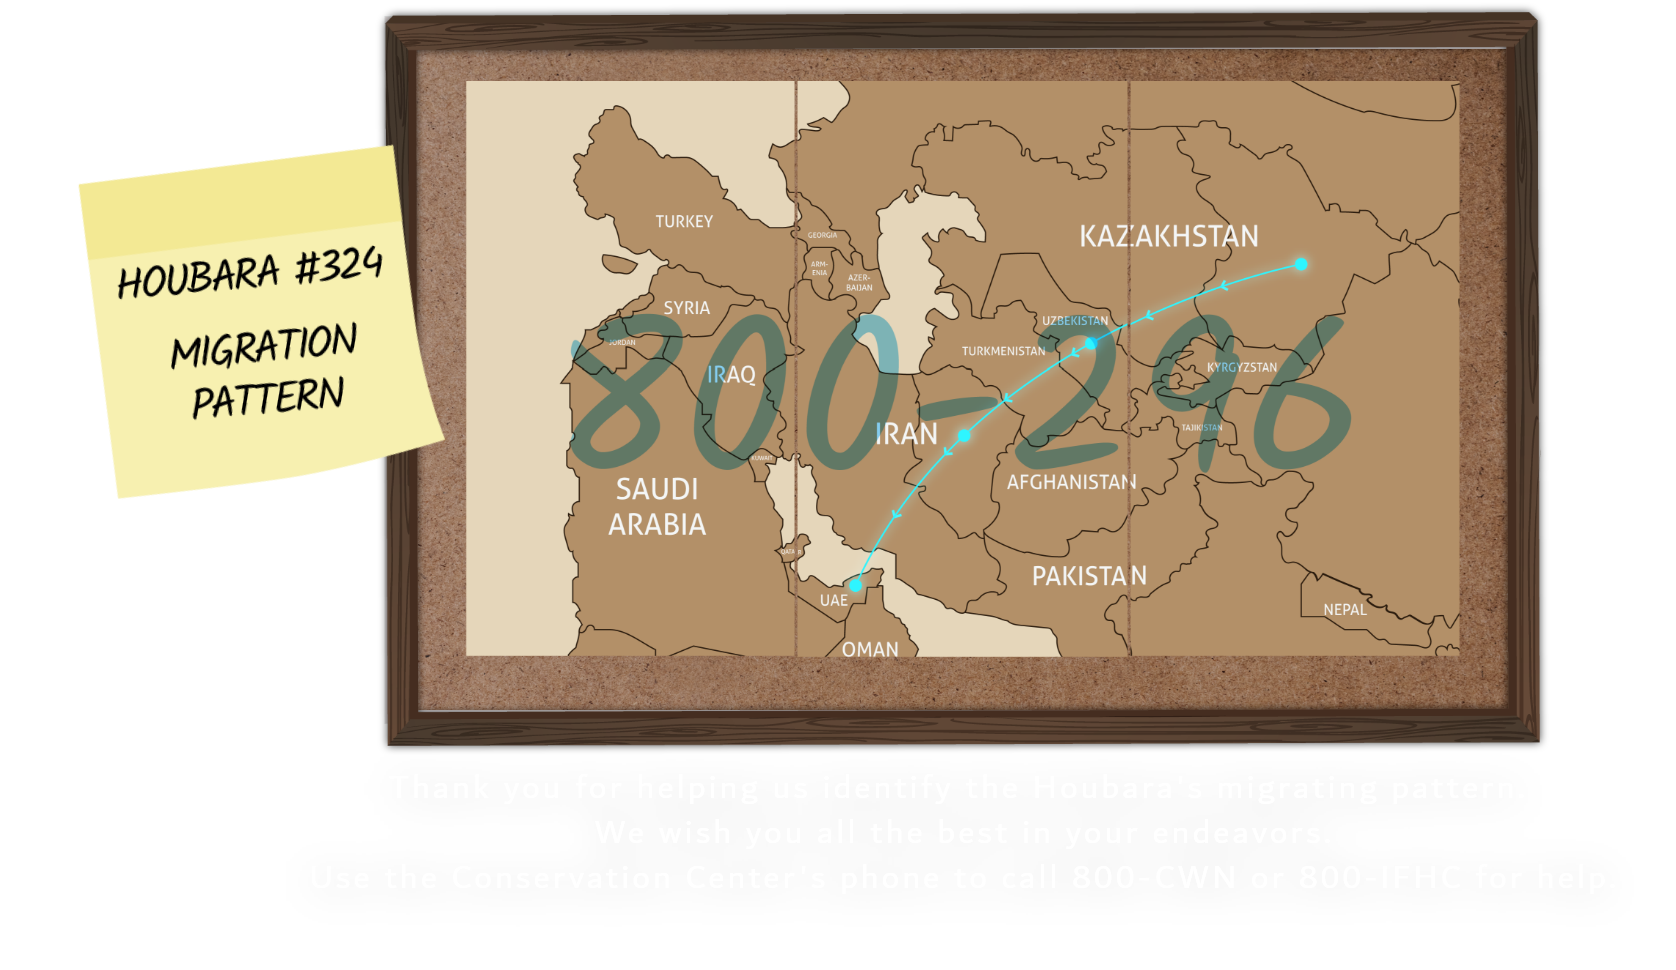 HOUBARA #324
MIGRATION
PATTERN
TURKEY
GEORGIA
ARM-
ENIA
AZER-
BAIJAN
KAZAKHSTAN
SYRIA
JORDAN
UZBEKISTAN
TURKMENISTAN
KYRGYZSTAN
IRAQ
800-296
IRAN
TAJIKISTAN
KUWAIT
AFGHANISTAN
SAUDI
ARABIA
QATAR
PAKISTAN
UAE
NEPAL
OMAN
Thank you for helping us identify the Houbara's migrating pattern.
We wish you all the best in your endeavors.
Use the Conservation Center's phone to call 800-CWN or 800-IFHC for help.